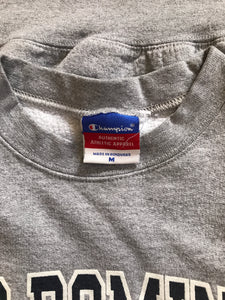 Champion
AUTHENTIC
ATHLETIC APPAREL
MADE IN HONDURAS
M